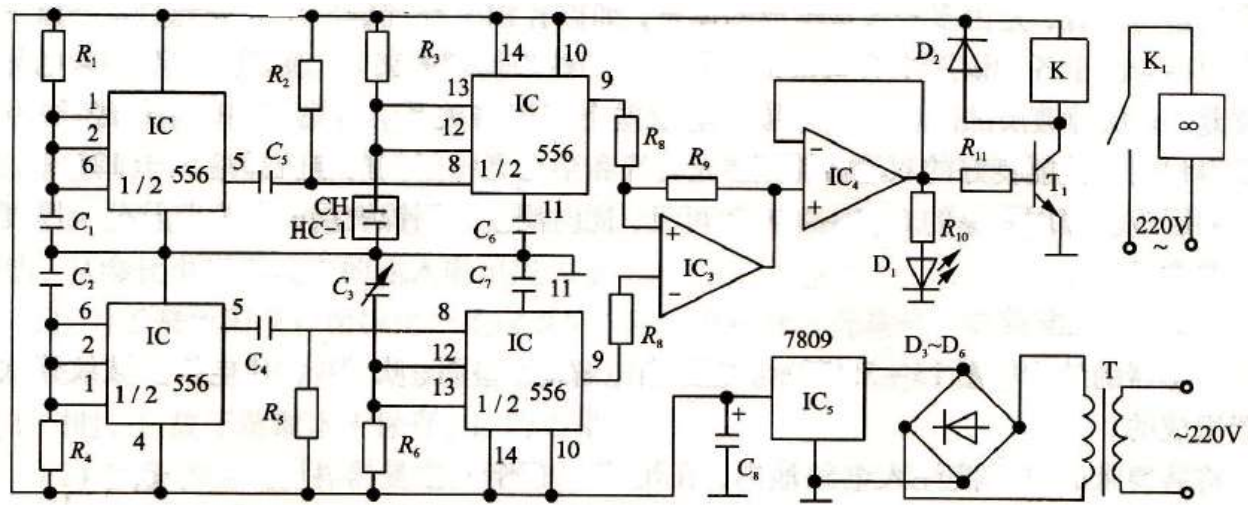 R₁
1
2
6
IC
1/2
556
5
C₅
R₂
R₃
13
12
8
14
10
IC
1/2
556
9
11
C₆
CH
HC-1
C₁
C₂
C₃
C₇
11
R₈
R₉
+
IC₃
−
R₈
−
IC₄
+
R₁₁
T₁
R₁₀
D₁
D₂
K
K₁
∞
220V
~
6
2
1
IC
1/2
556
5
4
C₄
R₄
R₅
R₆
8
12
13
IC
1/2
556
9
14
10
7809
IC₅
+
C₈
D₃~D₆
T
~220V